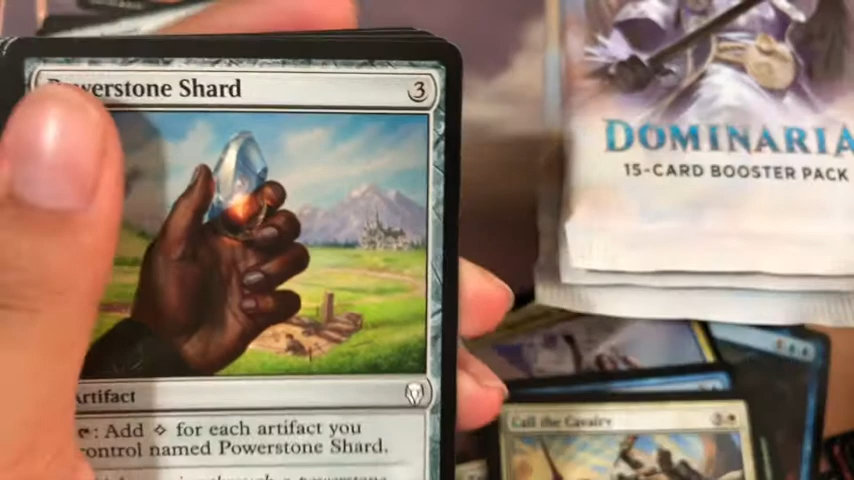 Powerstone Shard 3
Artifact
: Add for each artifact you
control named Powerstone Shard.
DOMINARIA
15-CARD BOOSTER PACK
Call the Cavalry 3